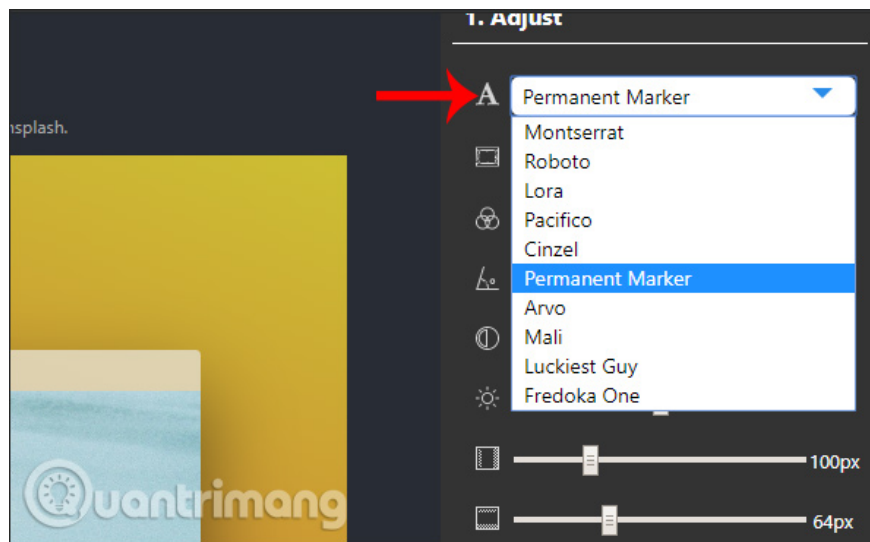 1. Adjust
A
Permanent Marker
nsplash.
Montserrat
Roboto
Lora
Pacifico
Cinzel
Permanent Marker
Arvo
Mali
Luckiest Guy
Fredoka One
100px
64px
Quantrimang